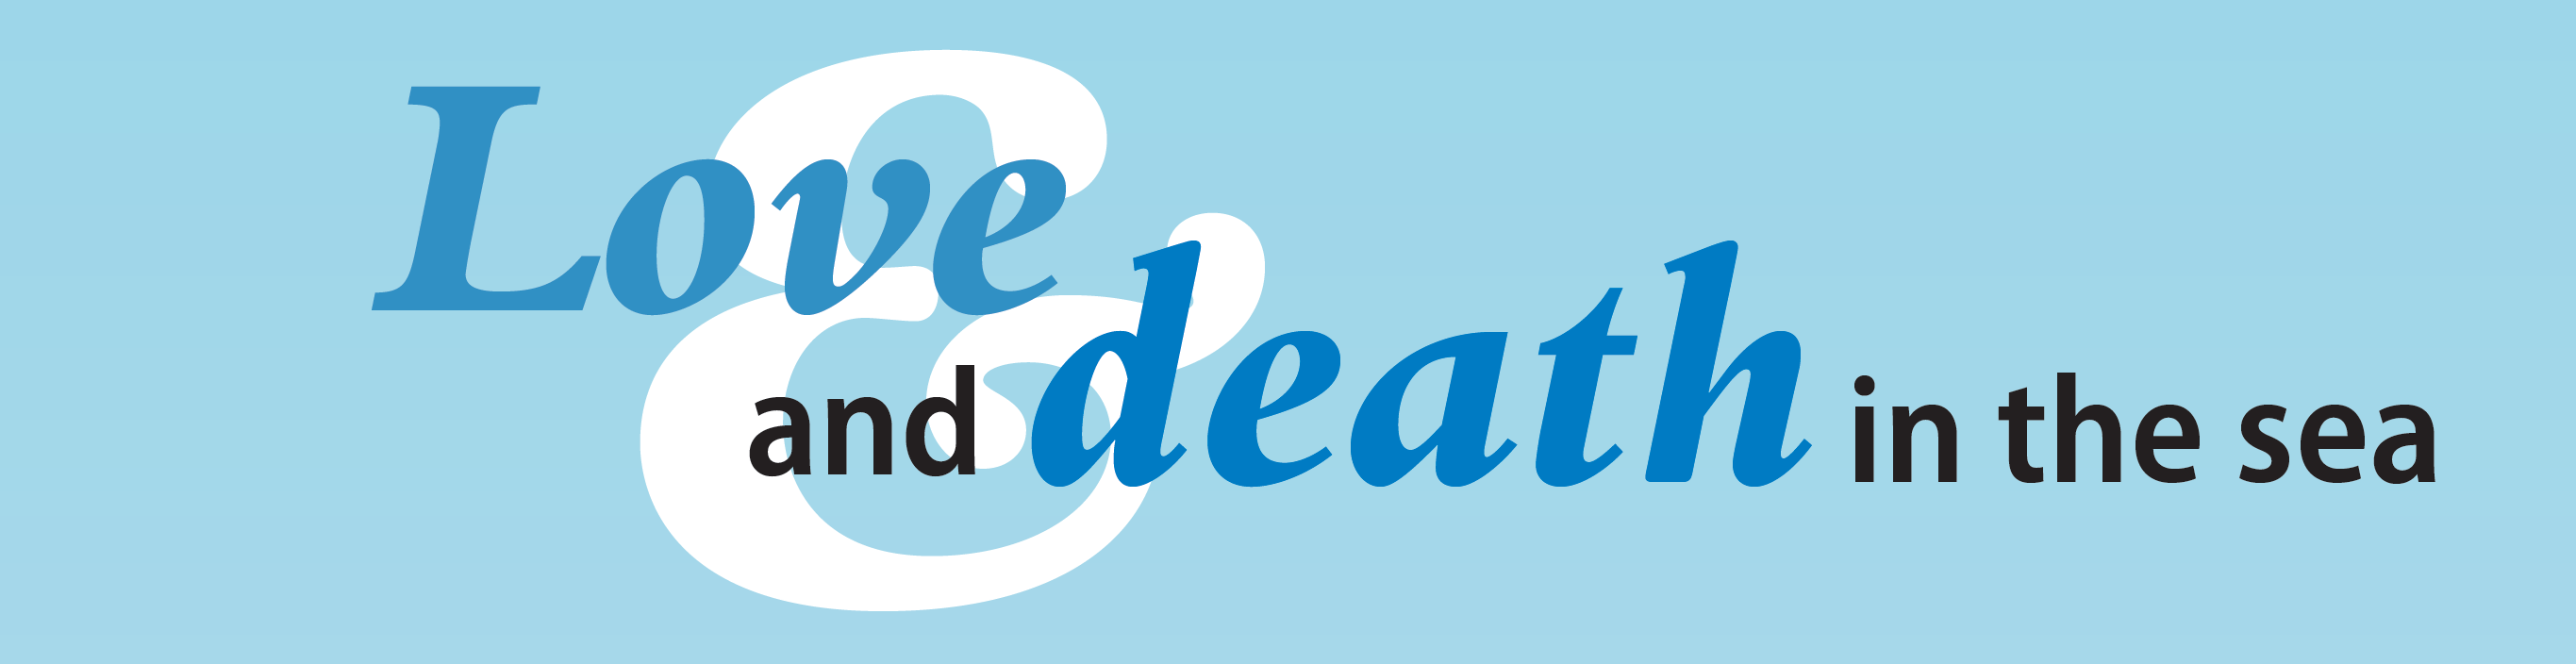 Love
&
and death in the sea